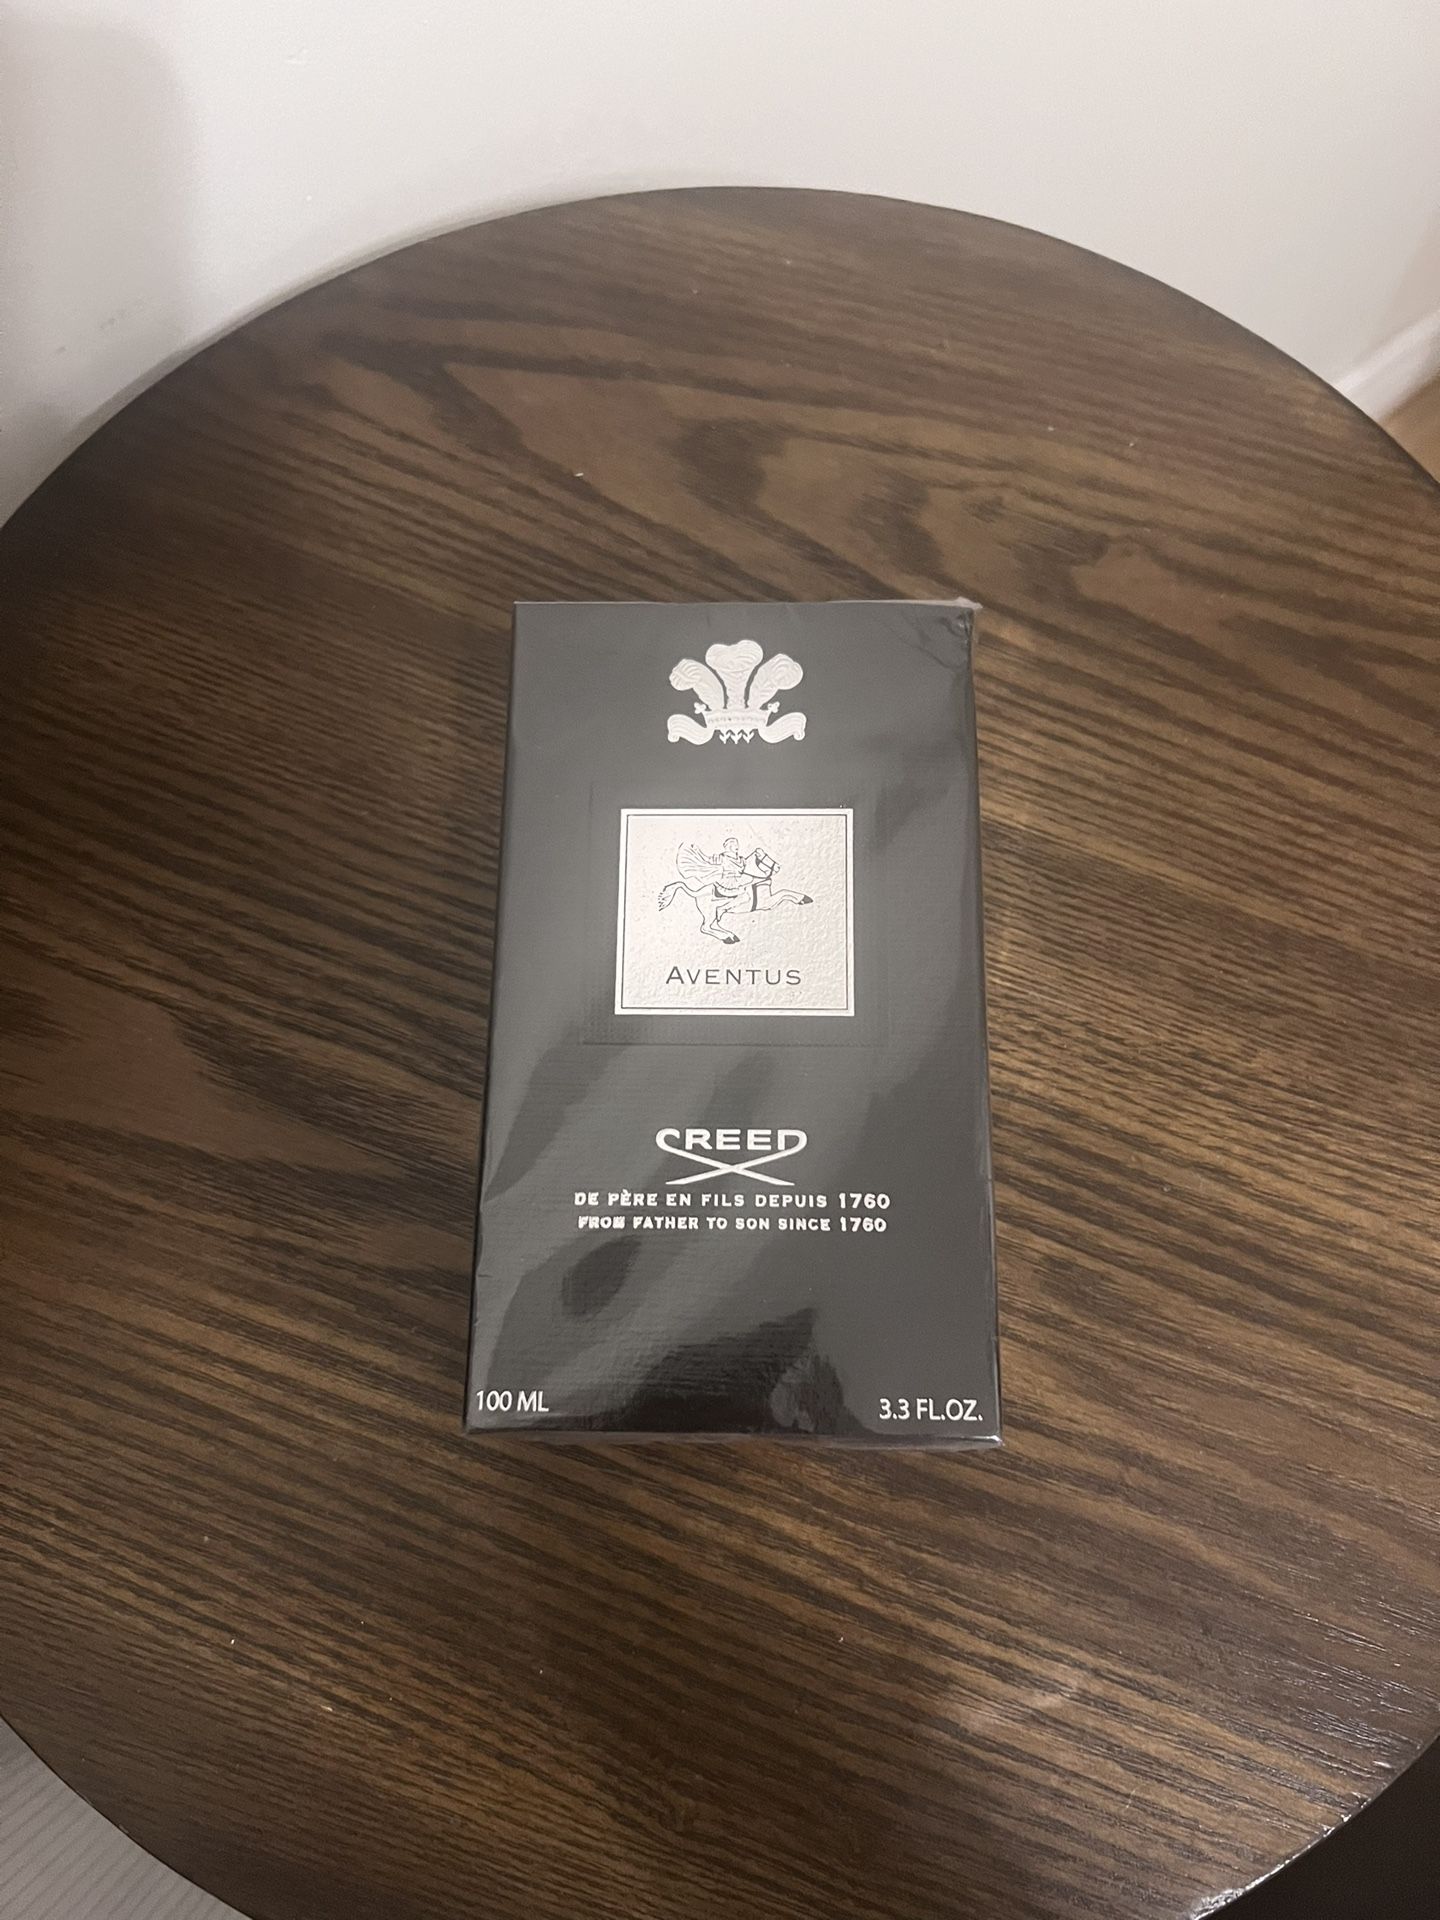 AVENTUS
CREED
DE PÈRE EN FILS DEPUIS 1760
FROM FATHER TO SON SINCE 1760
100 ML
3.3 FL.OZ.